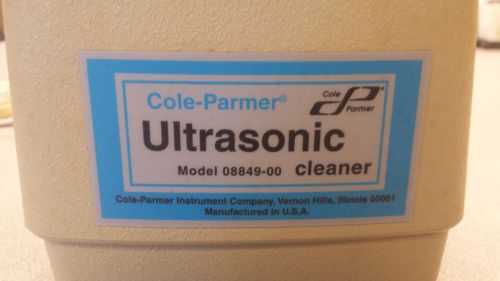 Cole-Parmer®
Cole
Parmer
Ultrasonic
Model 08849-00 cleaner
Cole-Parmer Instrument Company, Vernon Hills, Illinois 60061
Manufactured in U.S.A.